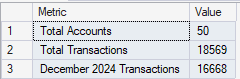 Metric Value
1 Total Accounts 50
2 Total Transactions 18569
3 December 2024 Transactions 16668